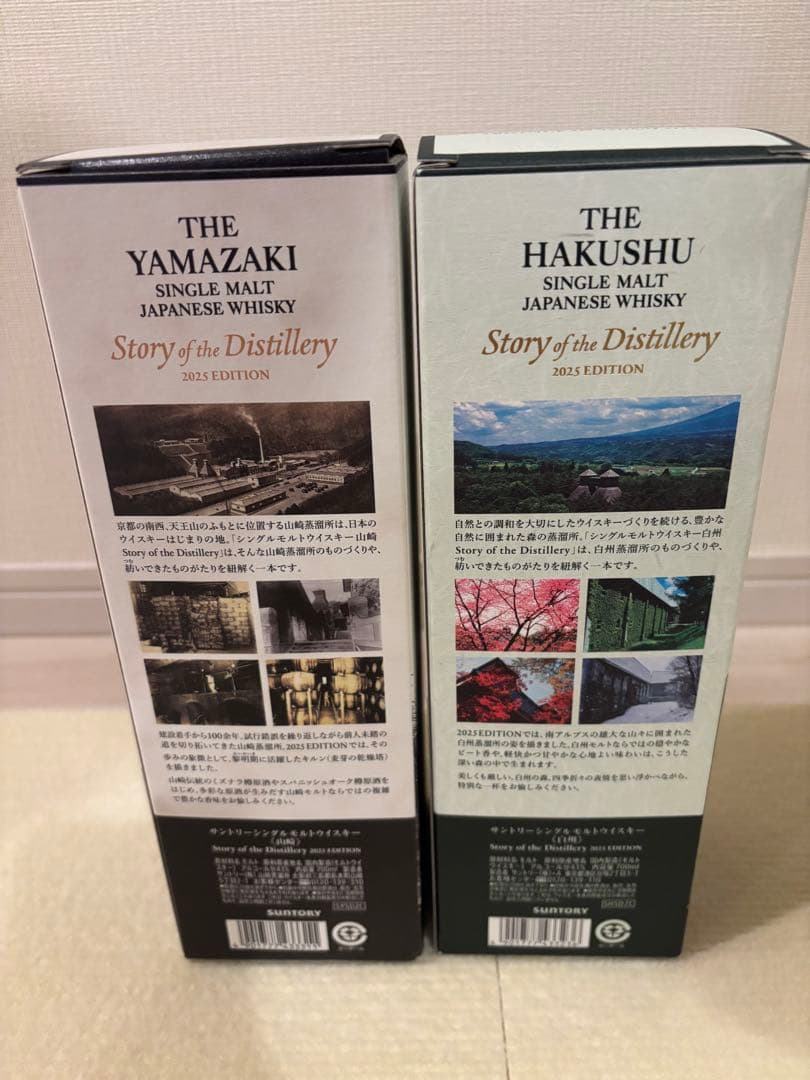 THE
YAMAZAKI
SINGLE MALT
JAPANESE WHISKY
Story of the Distillery
2025 EDITION
京都の南西、天王山のふもとに位置する山崎蒸溜所は、日本の
ウイスキーはじまりの地。「シングルモルトウイスキー山崎
Story of the Distillery」は、そんな山崎蒸溜所のものづくりや、
紡いできたものがたりを紐解く一本です。
建設着手から100余年。試行錯誤を繰り返しながら前人未踏の
道を切り拓いてきた山崎蒸溜所。2025 EDITIONでは、その
歩みの象徴として、黎明期に活躍したキルン(麦芽の乾燥塔)
を描きました。
山崎伝統のミズナラ樽原酒やスパニッシュオーク樽原酒を
はじめ、多彩な原酒が生みだす山崎モルトならではの複雑
で豊かな香味をお愉しみください。
サントリーシングルモルトウイスキー
〈山崎〉
Story of the Distillery 2025 EDITION
SUNTORY
THE
HAKUSHU
SINGLE MALT
JAPANESE WHISKY
Story of the Distillery
2025 EDITION
自然との調和を大切にしたウイスキーづくりを続ける、豊かな
自然に囲まれた森の蒸溜所。「シングルモルトウイスキー白州
Story of the Distillery」は、白州蒸溜所のものづくりや、
紡いできたものがたりを紐解く一本です。
2025 EDITIONでは、南アルプスの雄大な山々に囲まれた
白州蒸溜所の姿を描きました。白州モルトならではの穏やかな
ピート香や、軽快かつ甘やかな心地よい味わいは、こうした
深い森の中で生まれます。
美しくも厳しい、白州の森。四季折々の表情を思い浮かべながら、
特別な一杯をお愉しみください。
サントリーシングルモルトウイスキー
〈白州〉
Story of the Distillery 2025 EDITION
SUNTORY